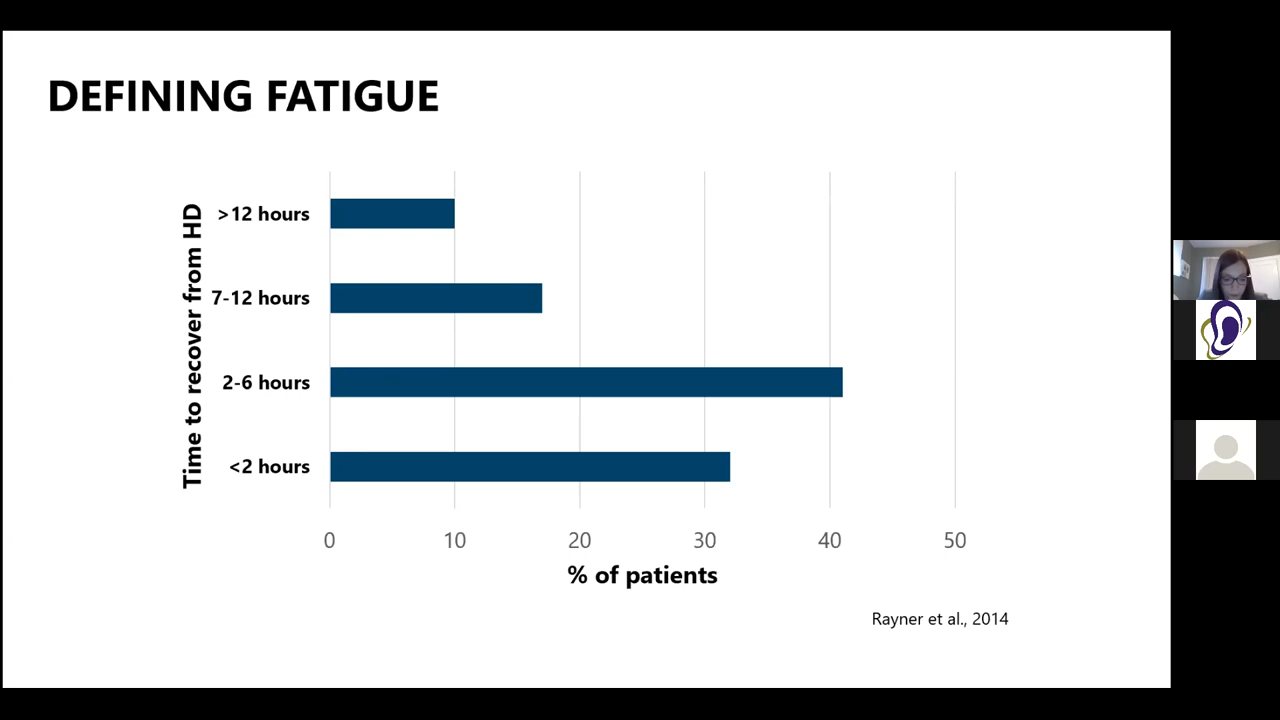 DEFINING FATIGUE
Time to recover from HD
>12 hours
7-12 hours
2-6 hours
<2 hours
0 10 20 30 40 50
% of patients
Rayner et al., 2014